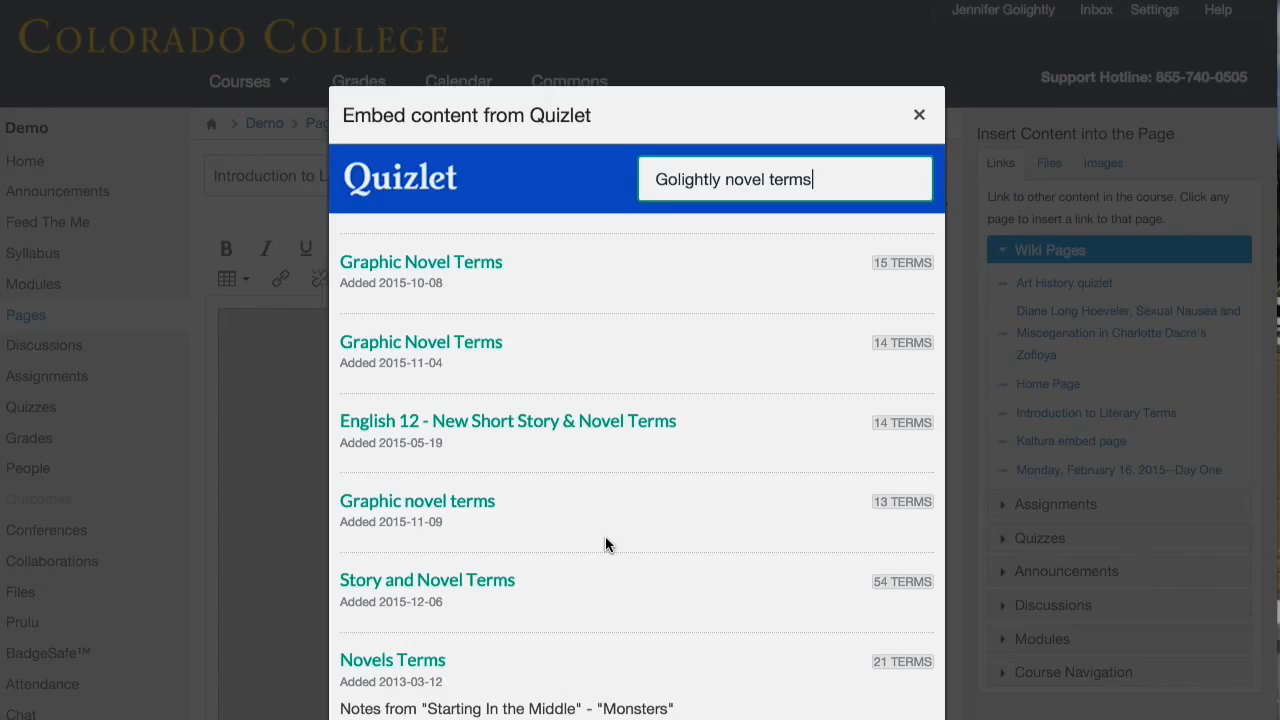 COLORADO COLLEGE
Jennifer Golightly Inbox Settings Help
Courses Grades Calendar Commons
Support Hotline: 855-740-0505
Demo
Home
Announcements
Feed The Me
Syllabus
Modules
Pages
Discussions
Assignments
Quizzes
Grades
People
Outcomes
Conferences
Collaborations
Files
Prulu
BadgeSafe™
Attendance
Chat
Demo Pag
Introduction to L
B I U
Embed content from Quizlet ×
Quizlet
Golightly novel terms
Graphic Novel Terms 15 TERMS
Added 2015-10-08
Graphic Novel Terms 14 TERMS
Added 2015-11-04
English 12 - New Short Story & Novel Terms 14 TERMS
Added 2015-05-19
Graphic novel terms 13 TERMS
Added 2015-11-09
Story and Novel Terms 54 TERMS
Added 2015-12-06
Novels Terms 21 TERMS
Added 2013-03-12
Notes from "Starting In the Middle" - "Monsters"
Insert Content into the Page
Links Files Images
Link to other content in the course. Click any
page to insert a link to that page.
Wiki Pages
Art History quizlet
Diane Long Hoeveler, Sexual Nausea and
Miscegenation in Charlotte Dacre's
Zofloya
Home Page
Introduction to Literary Terms
Kaltura embed page
Monday, February 16, 2015--Day One
Assignments
Quizzes
Announcements
Discussions
Modules
Course Navigation